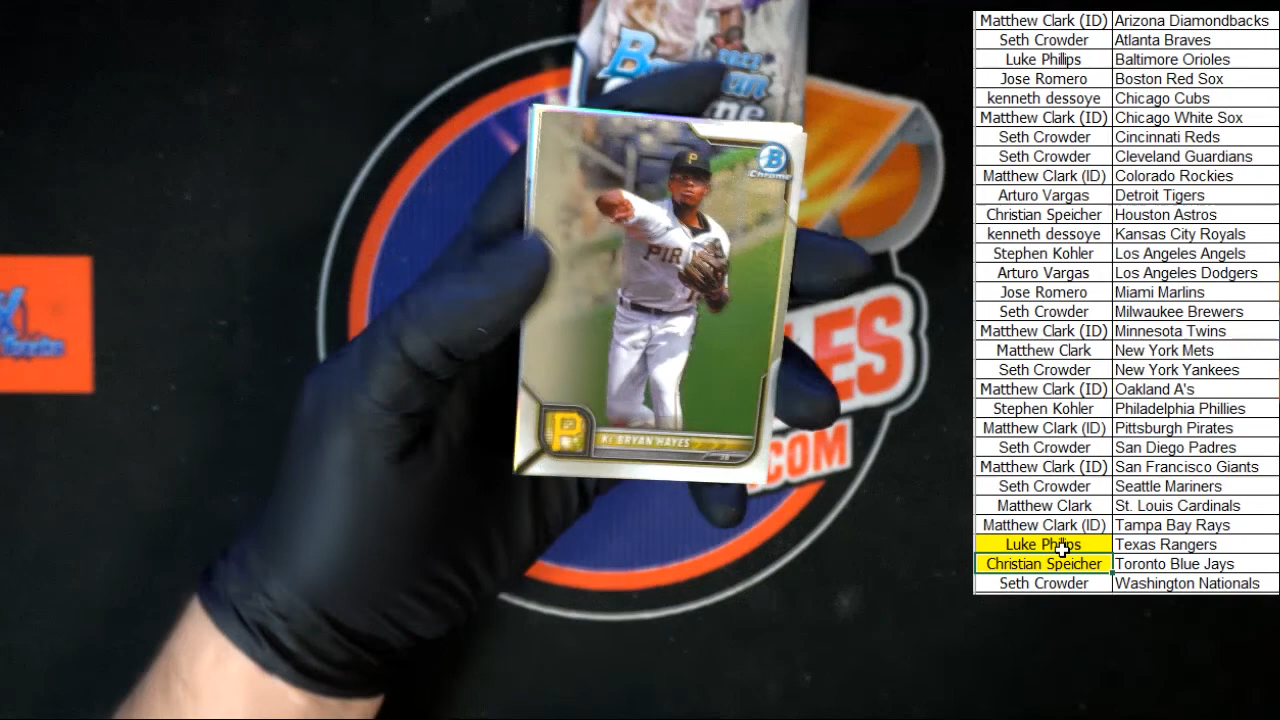 2022
B
Chrome
P
PIR
P
KE'BRYAN HAYES
3B
LES
.COM
Matthew Clark (ID) Arizona Diamondbacks
Seth Crowder Atlanta Braves
Luke Phillips Baltimore Orioles
Jose Romero Boston Red Sox
kenneth dessoye Chicago Cubs
Matthew Clark (ID) Chicago White Sox
Seth Crowder Cincinnati Reds
Seth Crowder Cleveland Guardians
Matthew Clark (ID) Colorado Rockies
Arturo Vargas Detroit Tigers
Christian Speicher Houston Astros
kenneth dessoye Kansas City Royals
Stephen Kohler Los Angeles Angels
Arturo Vargas Los Angeles Dodgers
Jose Romero Miami Marlins
Seth Crowder Milwaukee Brewers
Matthew Clark (ID) Minnesota Twins
Matthew Clark New York Mets
Seth Crowder New York Yankees
Matthew Clark (ID) Oakland A's
Stephen Kohler Philadelphia Phillies
Matthew Clark (ID) Pittsburgh Pirates
Seth Crowder San Diego Padres
Matthew Clark (ID) San Francisco Giants
Seth Crowder Seattle Mariners
Matthew Clark St. Louis Cardinals
Matthew Clark (ID) Tampa Bay Rays
Luke Phillips Texas Rangers
Christian Speicher Toronto Blue Jays
Seth Crowder Washington Nationals